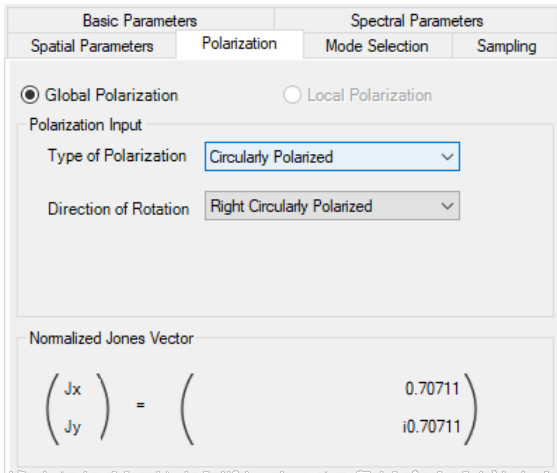 Basic Parameters Spectral Parameters
Spatial Parameters Polarization Mode Selection Sampling
Global Polarization Local Polarization
Polarization Input
Type of Polarization Circularly Polarized
Direction of Rotation Right Circularly Polarized
Normalized Jones Vector
Jx 0.70711
=
Jy i0.70711